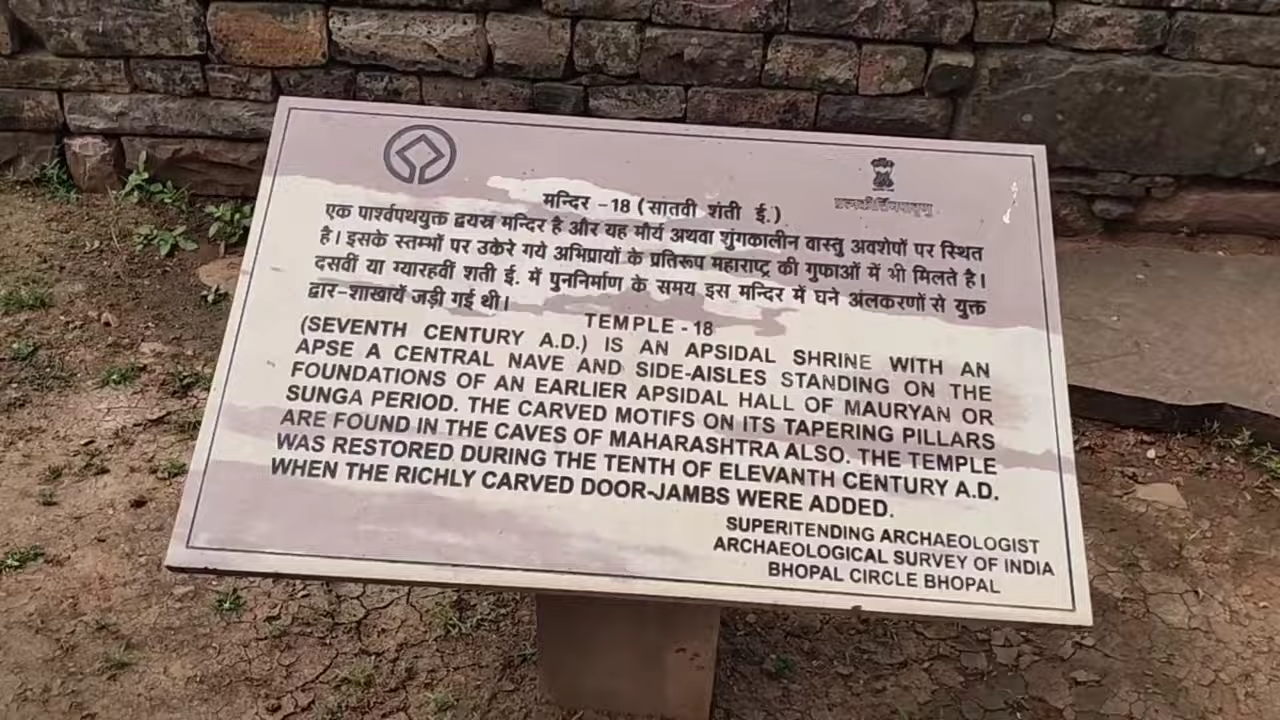 मन्दिर -18 (सातवी शंती ई.)
एक पार्श्वपथयुक्त द्वयस्त्र मन्दिर है और यह मौर्य अथवा शुंगकालीन वास्तु अवशेषों पर स्थित
है। इसके स्तम्भों पर उकेरे गये अभिप्रायों के प्रतिरूप महाराष्ट्र की गुफाओं में भी मिलते है।
दसवीं या ग्यारहवीं शती ई. में पुननिर्माण के समय इस मन्दिर में घने अंलकरणों से युक्त
द्वार-शाखायें जड़ी गई थी।
TEMPLE - 18
(SEVENTH CENTURY A.D.) IS AN APSIDAL SHRINE WITH AN
APSE A CENTRAL NAVE AND SIDE-AISLES STANDING ON THE
FOUNDATIONS OF AN EARLIER APSIDAL HALL OF MAURYAN OR
SUNGA PERIOD. THE CARVED MOTIFS ON ITS TAPERING PILLARS
ARE FOUND IN THE CAVES OF MAHARASHTRA ALSO. THE TEMPLE
WAS RESTORED DURING THE TENTH OF ELEVANTH CENTURY A.D.
WHEN THE RICHLY CARVED DOOR-JAMBS WERE ADDED.
SUPERITENDING ARCHAEOLOGIST
ARCHAEOLOGICAL SURVEY OF INDIA
BHOPAL CIRCLE BHOPAL